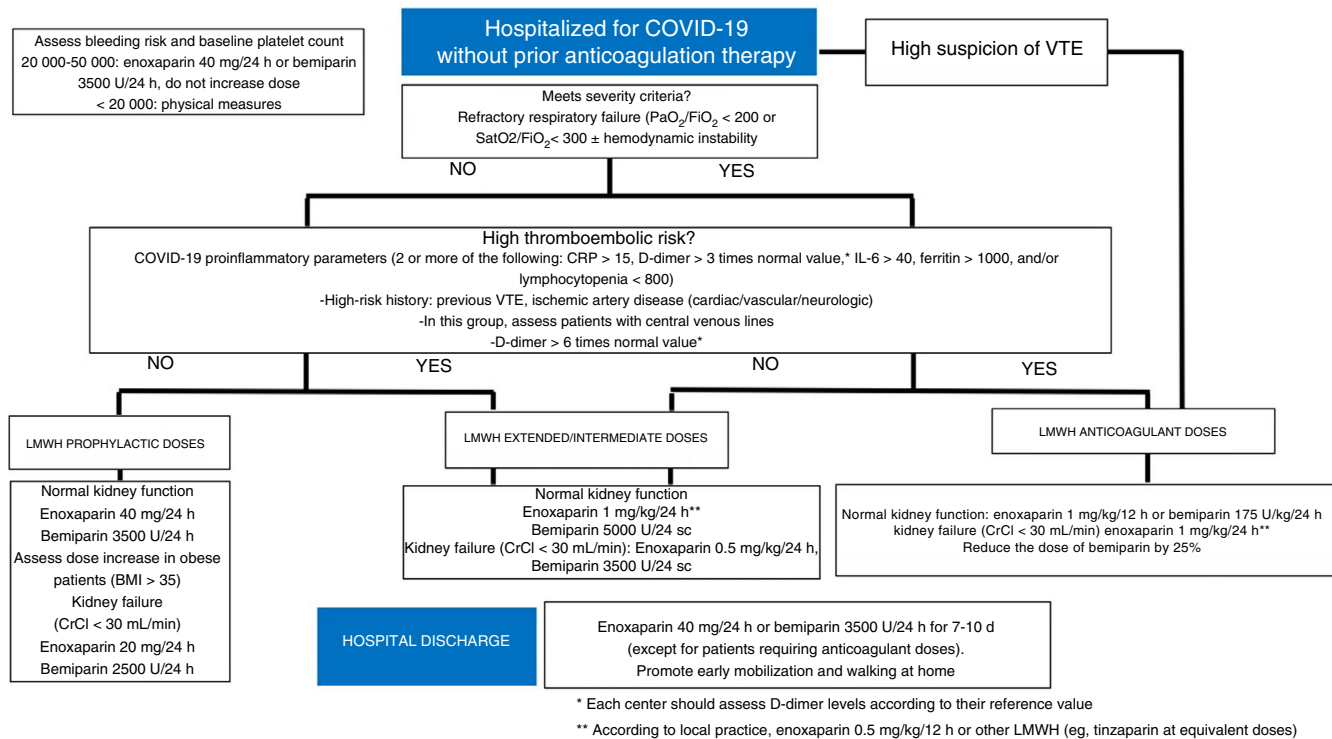 Hospitalized for COVID-19
without prior anticoagulation therapy
High suspicion of VTE
Assess bleeding risk and baseline platelet count
20 000-50 000: enoxaparin 40 mg/24 h or bemiparin
3500 U/24 h, do not increase dose
< 20 000: physical measures
Meets severity criteria?
Refractory respiratory failure (PaO2/FiO2 < 200 or
SatO2/FiO2< 300 ± hemodynamic instability
NO
YES
High thromboembolic risk?
COVID-19 proinflammatory parameters (2 or more of the following: CRP > 15, D-dimer > 3 times normal value,* IL-6 > 40, ferritin > 1000, and/or
lymphocytopenia < 800)
-High-risk history: previous VTE, ischemic artery disease (cardiac/vascular/neurologic)
-In this group, assess patients with central venous lines
-D-dimer > 6 times normal value*
NO
YES
NO
YES
LMWH PROPHYLACTIC DOSES
LMWH EXTENDED/INTERMEDIATE DOSES
LMWH ANTICOAGULANT DOSES
Normal kidney function
Enoxaparin 40 mg/24 h
Bemiparin 3500 U/24 h
Assess dose increase in obese
patients (BMI > 35)
Kidney failure
(CrCl < 30 mL/min)
Enoxaparin 20 mg/24 h
Bemiparin 2500 U/24 h
Normal kidney function
Enoxaparin 1 mg/kg/24 h**
Bemiparin 5000 U/24 sc
Kidney failure (CrCl < 30 mL/min): Enoxaparin 0.5 mg/kg/24 h,
Bemiparin 3500 U/24 sc
Normal kidney function: enoxaparin 1 mg/kg/12 h or bemiparin 175 U/kg/24 h
kidney failure (CrCl < 30 mL/min) enoxaparin 1 mg/kg/24 h**
Reduce the dose of bemiparin by 25%
HOSPITAL DISCHARGE
Enoxaparin 40 mg/24 h or bemiparin 3500 U/24 h for 7-10 d
(except for patients requiring anticoagulant doses).
Promote early mobilization and walking at home
* Each center should assess D-dimer levels according to their reference value
** According to local practice, enoxaparin 0.5 mg/kg/12 h or other LMWH (eg, tinzaparin at equivalent doses)